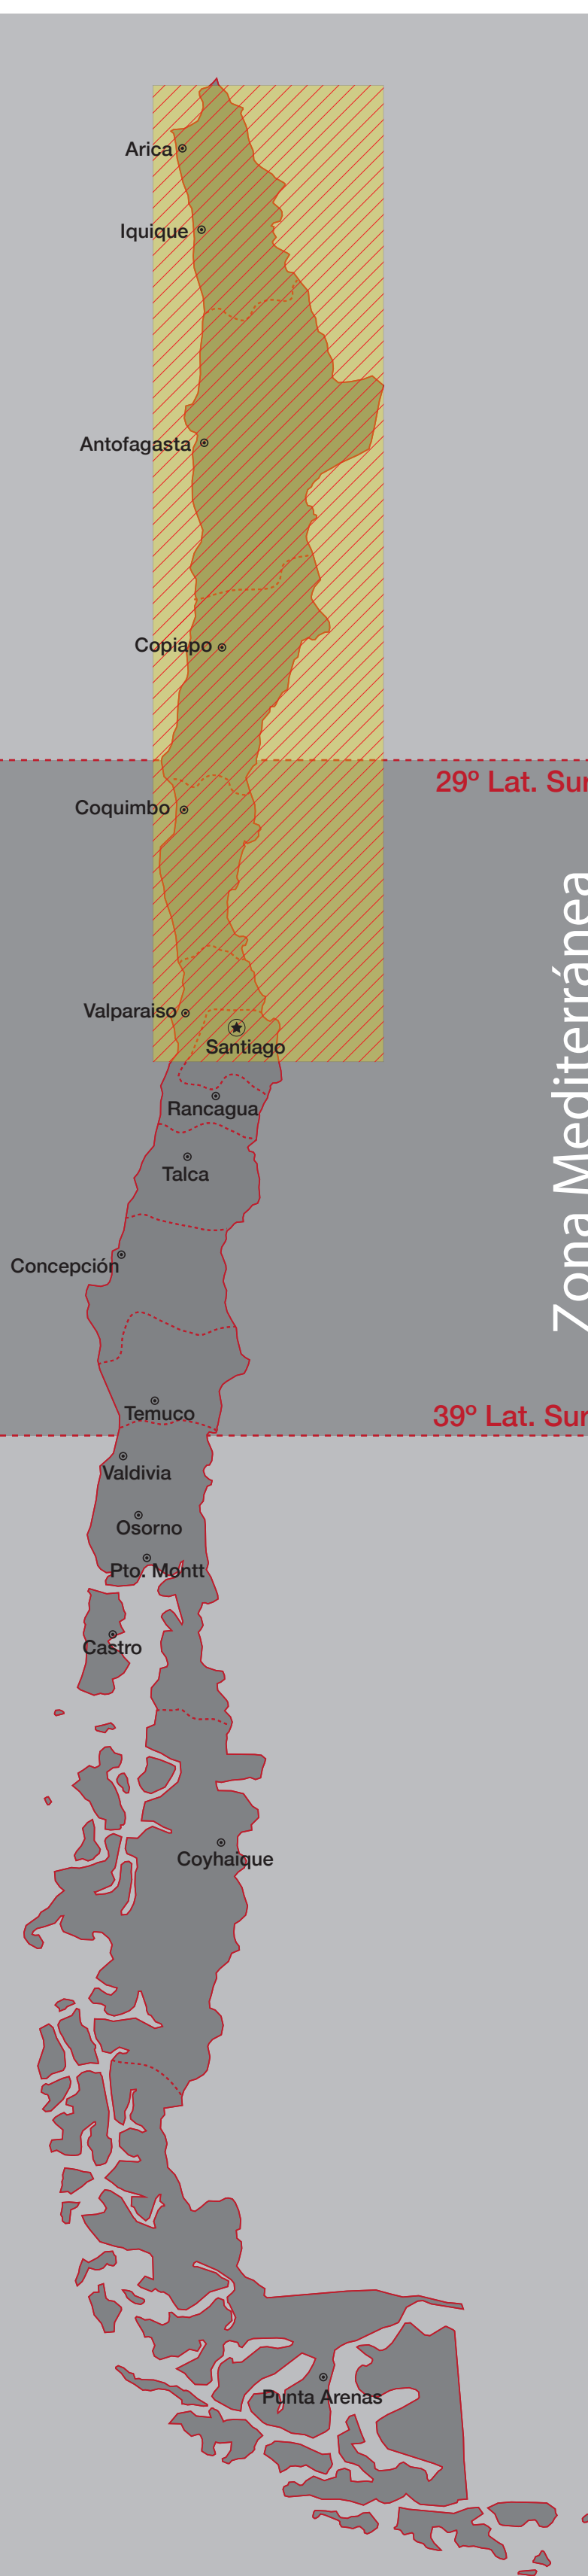 Arica
Iquique
Antofagasta
Copiapo
29º Lat. Sur
Coquimbo
Zona Mediterránea
Valparaiso
Santiago
Rancagua
Talca
Concepción
39º Lat. Sur
Temuco
Valdivia
Osorno
Pto. Montt
Castro
Coyhaique
Punta Arenas